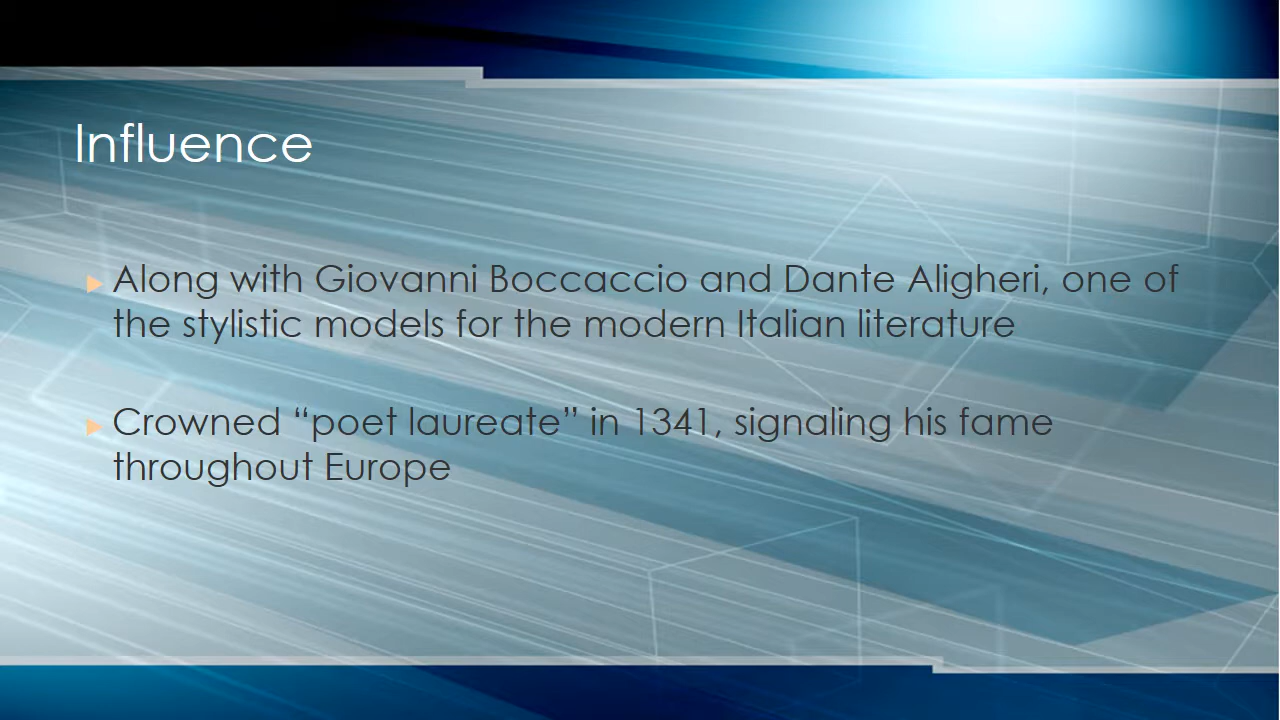 Influence
Along with Giovanni Boccaccio and Dante Aligheri, one of
the stylistic models for the modern Italian literature
Crowned “poet laureate” in 1341, signaling his fame
throughout Europe